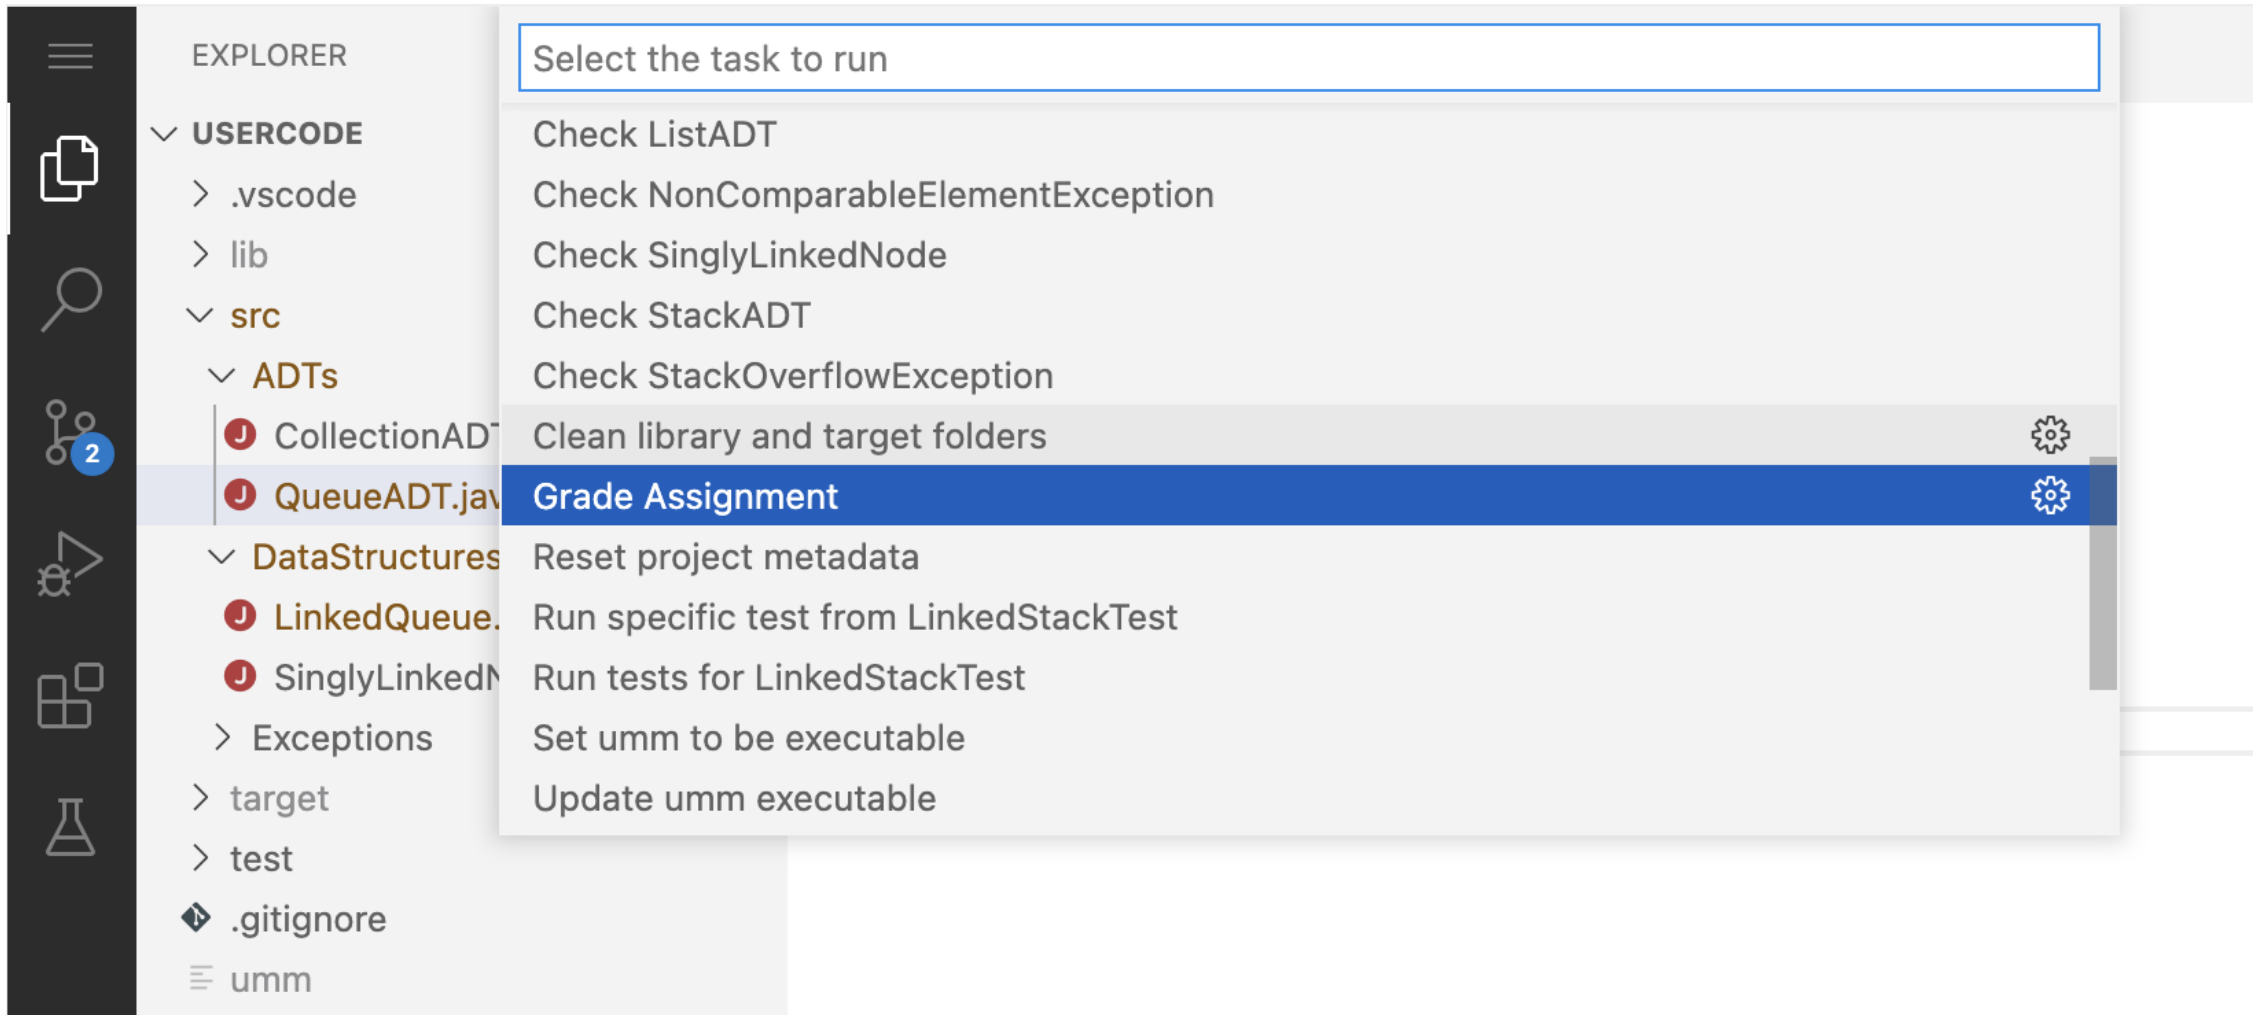 EXPLORER
USERCODE
.vscode
lib
src
ADTs
CollectionADT
QueueADT.jav
DataStructures
LinkedQueue.
SinglyLinkedN
Exceptions
target
test
.gitignore
umm
2
Select the task to run
Check ListADT
Check NonComparableElementException
Check SinglyLinkedNode
Check StackADT
Check StackOverflowException
Clean library and target folders
Grade Assignment
Reset project metadata
Run specific test from LinkedStackTest
Run tests for LinkedStackTest
Set umm to be executable
Update umm executable